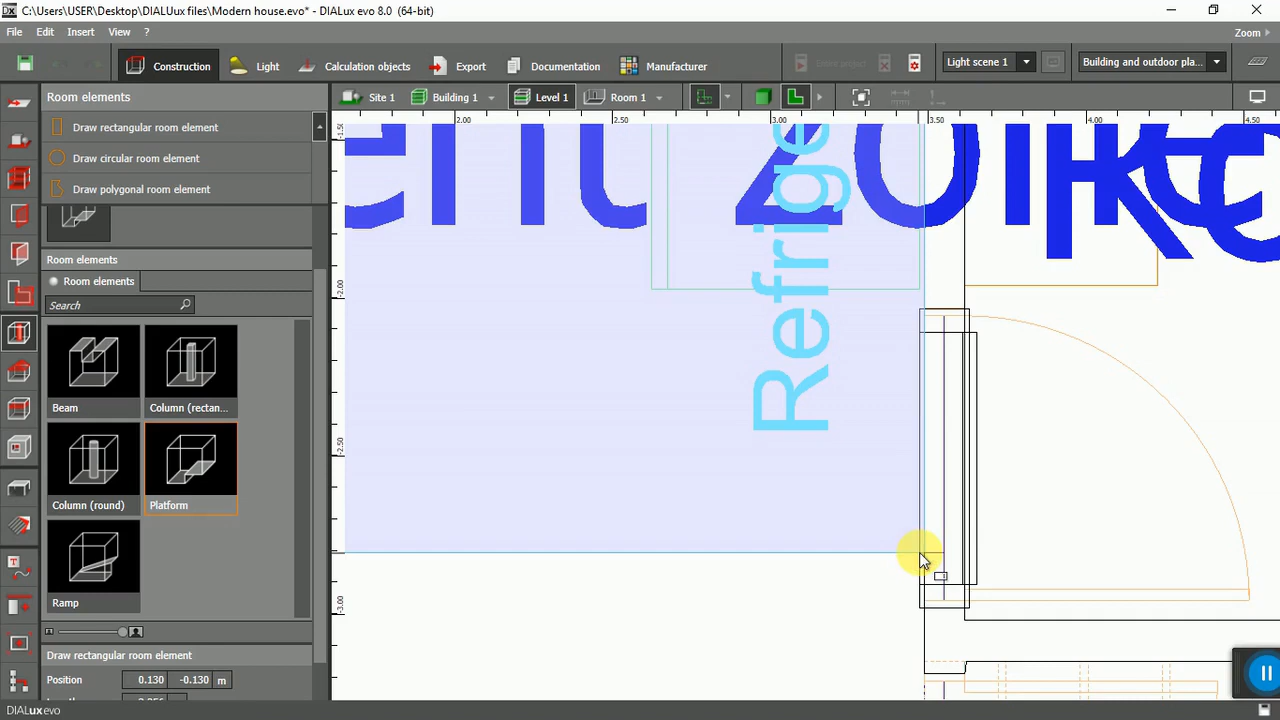 C:\Users\USER\Desktop\DIALUux files\Modern house.evo* - DIALux evo 8.0 (64-bit)
File Edit Insert View ?
Zoom
Construction Light Calculation objects Export Documentation Manufacturer
Light scene 1
Building and outdoor pla...
Room elements
Site 1 Building 1 Level 1 Room 1
2.00 2.50 3.00 3.50 4.00 4.50
Draw rectangular room element
Draw circular room element
Draw polygonal room element
Room elements
Room elements
Search
Beam
Column (rectan...
Column (round)
Platform
Ramp
Draw rectangular room element
Position 0.130 -0.130 m
-2.00
-2.50
-3.00
Refrige
DIALux evo